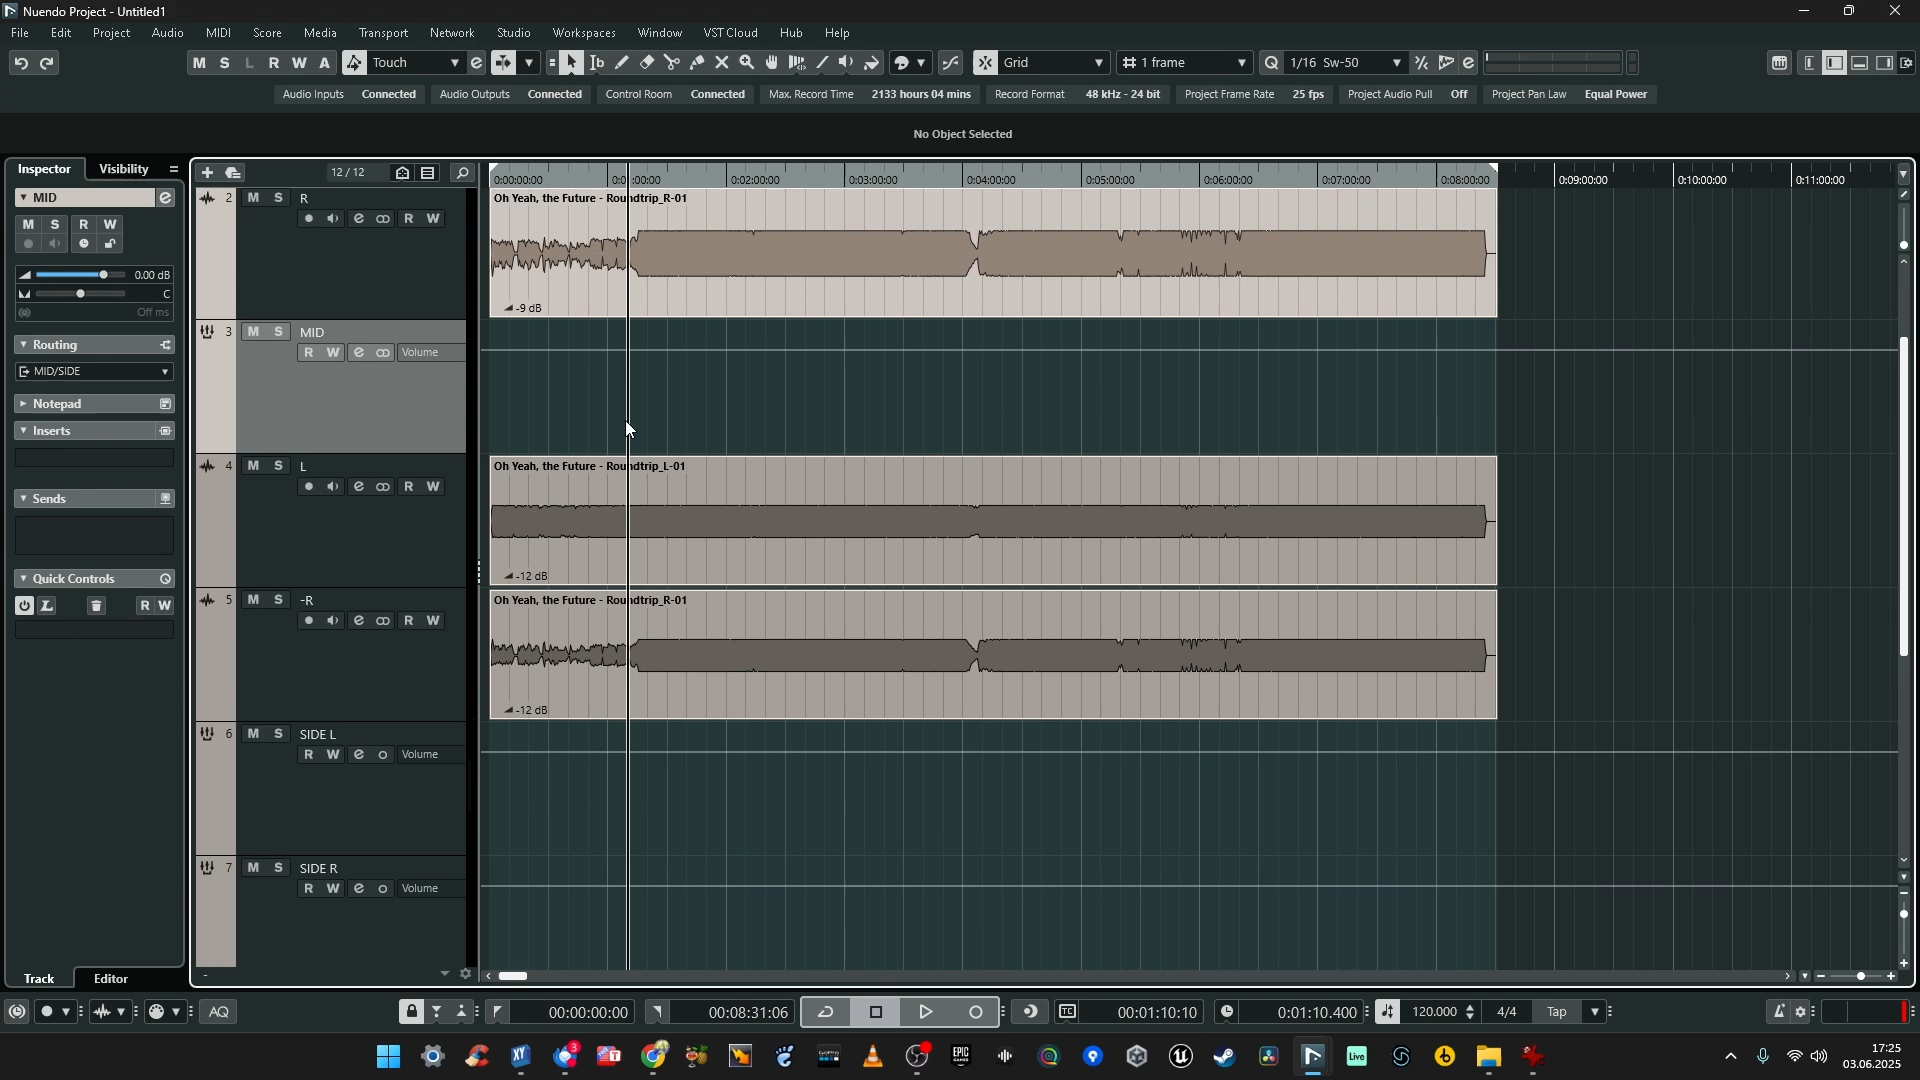 Nuendo Project - Untitled1
File Edit Project Audio MIDI Score Media Transport Network Studio Workspaces Window VST Cloud Hub Help
M S L R W A Touch Grid 1 frame Q 1/16 Sw-50
Audio Inputs Connected Audio Outputs Connected Control Room Connected Max. Record Time 2133 hours 04 mins Record Format 48 kHz - 24 bit Project Frame Rate 25 fps Project Audio Pull Off Project Pan Law Equal Power
No Object Selected
Inspector Visibility
12 / 12
0:00:00:00 0:02:00:00 0:03:00:00 0:04:00:00 0:05:00:00 0:06:00:00 0:07:00:00 0:08:00:00 0:09:00:00 0:10:00:00 0:11:00:00
MID
M S R W
0.00 dB
C
Off ms
Routing
MID/SIDE
Notepad
Inserts
Sends
Quick Controls
R W
Track Editor
2 M S R
R W
Oh Yeah, the Future - Roundtrip_R-01
-9 dB
3 M S MID
R W Volume
4 M S L
R W
Oh Yeah, the Future - Roundtrip_L-01
-12 dB
5 M S -R
R W
Oh Yeah, the Future - Roundtrip_R-01
-12 dB
6 M S SIDE L
R W Volume
7 M S SIDE R
R W Volume
AQ 00:00:00:00 00:08:31:06 TC 00:01:10:10 0:01:10.400 120.000 4/4 Tap
XY 3 GoPro EPIC GAMES Live
17:25
03.06.2025